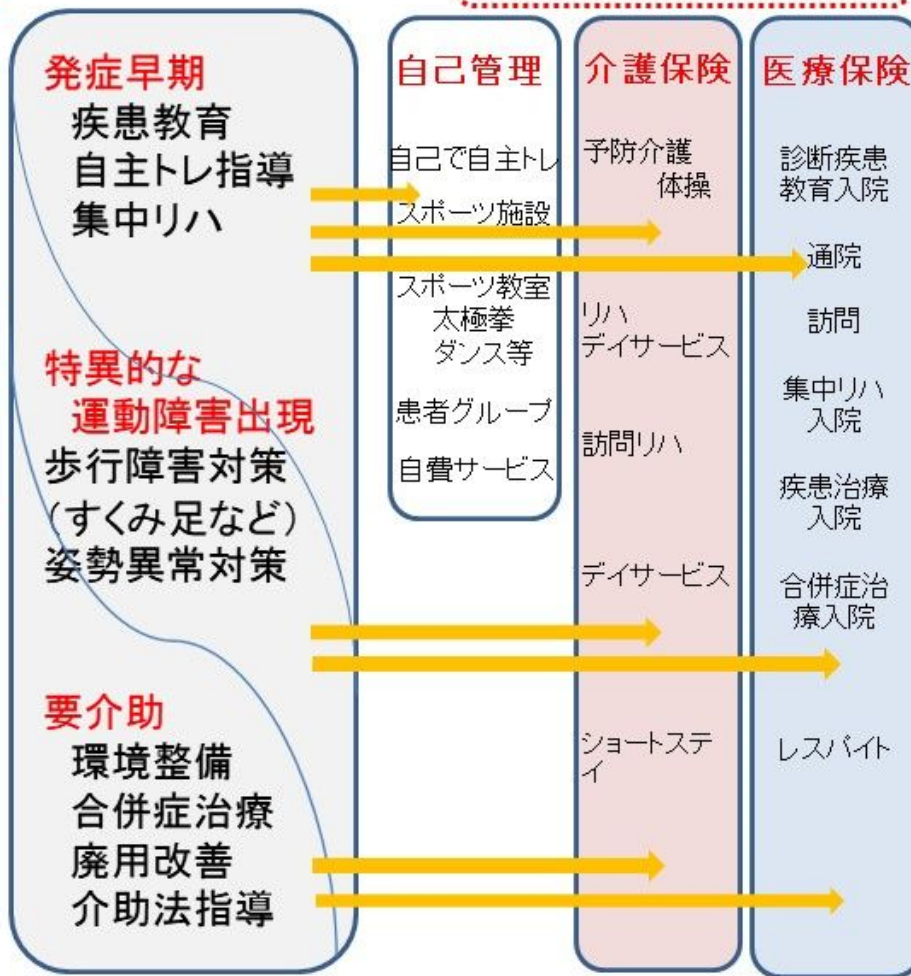 発症早期
疾患教育
自主トレ指導
集中リハ
特異的な
運動障害出現
歩行障害対策
(すくみ足など)
姿勢異常対策
要介助
環境整備
合併症治療
廃用改善
介助法指導
自己管理
自己で自主トレ
スポーツ施設
スポーツ教室
太極拳
ダンス等
患者グループ
自費サービス
介護保険
予防介護
体操
リハ
デイサービス
訪問リハ
デイサービス
ショートステ
イ
医療保険
診断疾患
教育入院
通院
訪問
集中リハ
入院
疾患治療
入院
合併症治
療入院
レスパイト